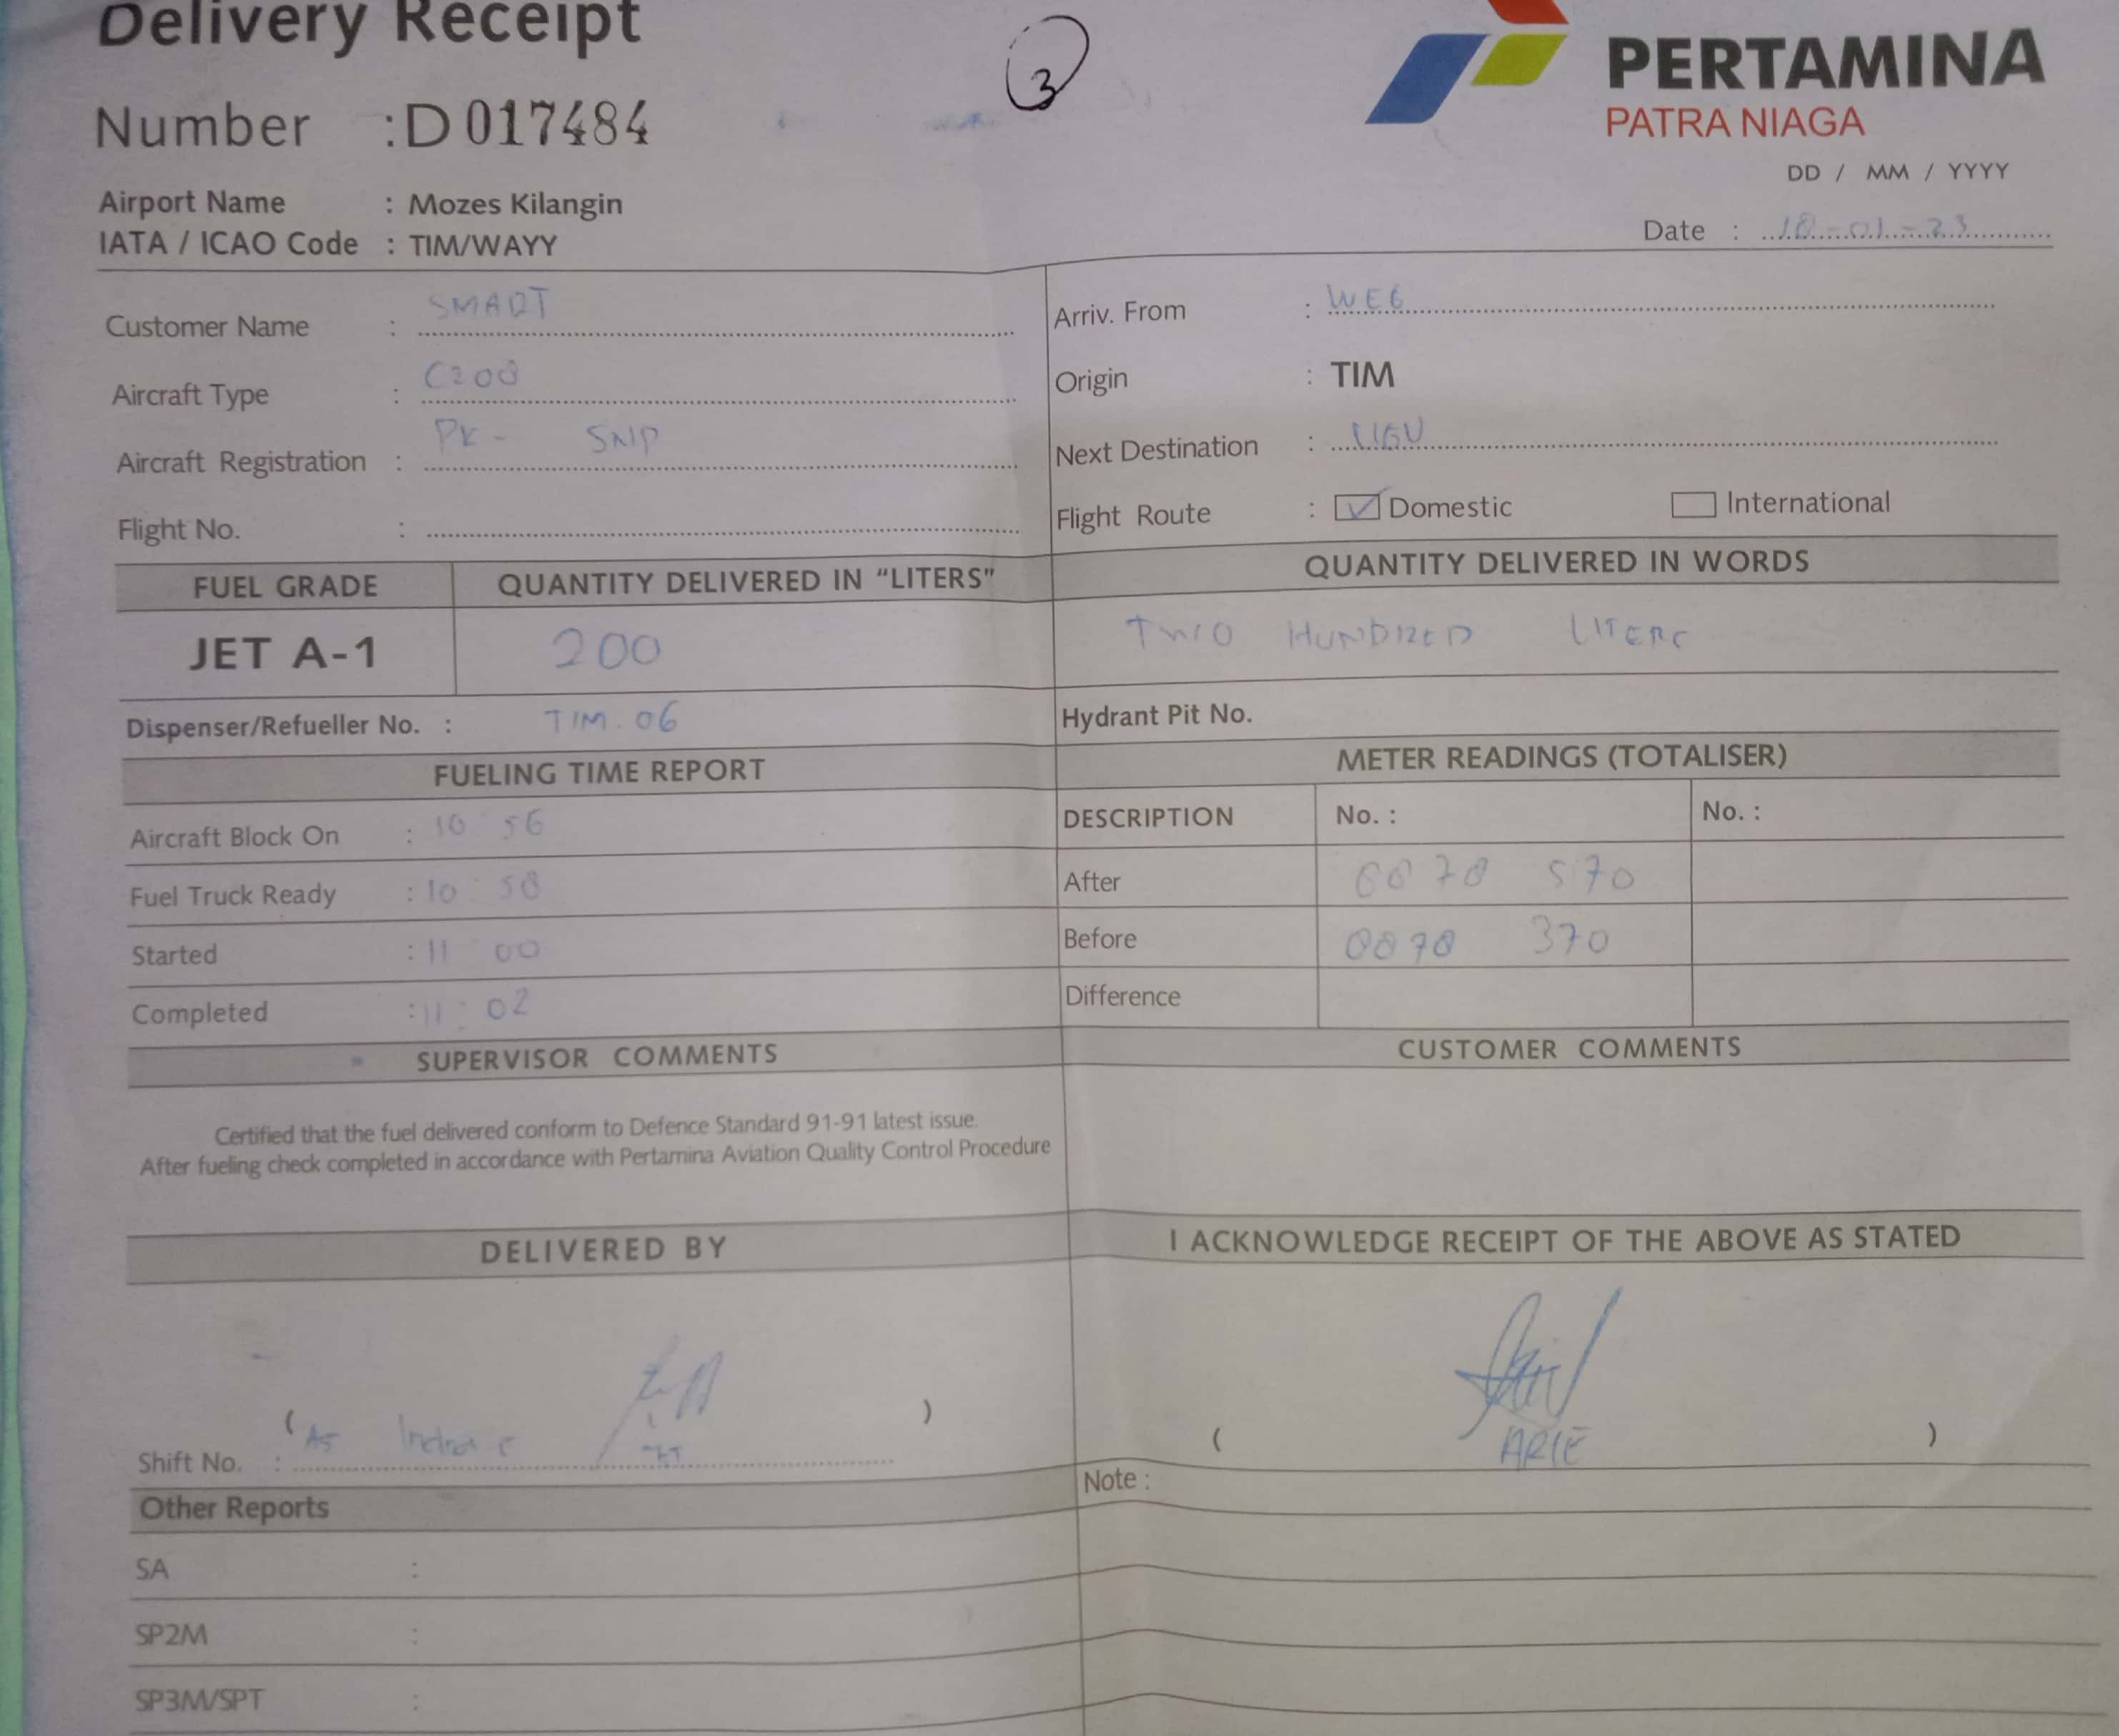 Delivery Receipt
3
PERTAMINA
PATRA NIAGA
Number : D 017484
DD / MM / YYYY
Airport Name : Mozes Kilangin
IATA / ICAO Code : TIM/WAYY
Date : 18-01-23
Customer Name : SMART
Aircraft Type : C208
Aircraft Registration : PK - SNP
Flight No. :
Arriv. From :
Origin : TIM
Next Destination :
Flight Route : Domestic International
FUEL GRADE QUANTITY DELIVERED IN “LITERS” QUANTITY DELIVERED IN WORDS
JET A-1 200 TWO HUNDRED LITERS
Dispenser/Refueller No. : TIM.06 Hydrant Pit No.
FUELING TIME REPORT
Aircraft Block On : 10 56
Fuel Truck Ready : 10 : 58
Started : 11 00
Completed : 11 : 02
METER READINGS (TOTALISER)
DESCRIPTION No. : No. :
After 570
Before 370
Difference
SUPERVISOR COMMENTS
Certified that the fuel delivered conform to Defence Standard 91-91 latest issue.
After fueling check completed in accordance with Pertamina Aviation Quality Control Procedure
CUSTOMER COMMENTS
DELIVERED BY
( )
Shift No. :
I ACKNOWLEDGE RECEIPT OF THE ABOVE AS STATED
( ARIE )
Other Reports
SA :
SP2M :
SP3M/SPT :
Note :